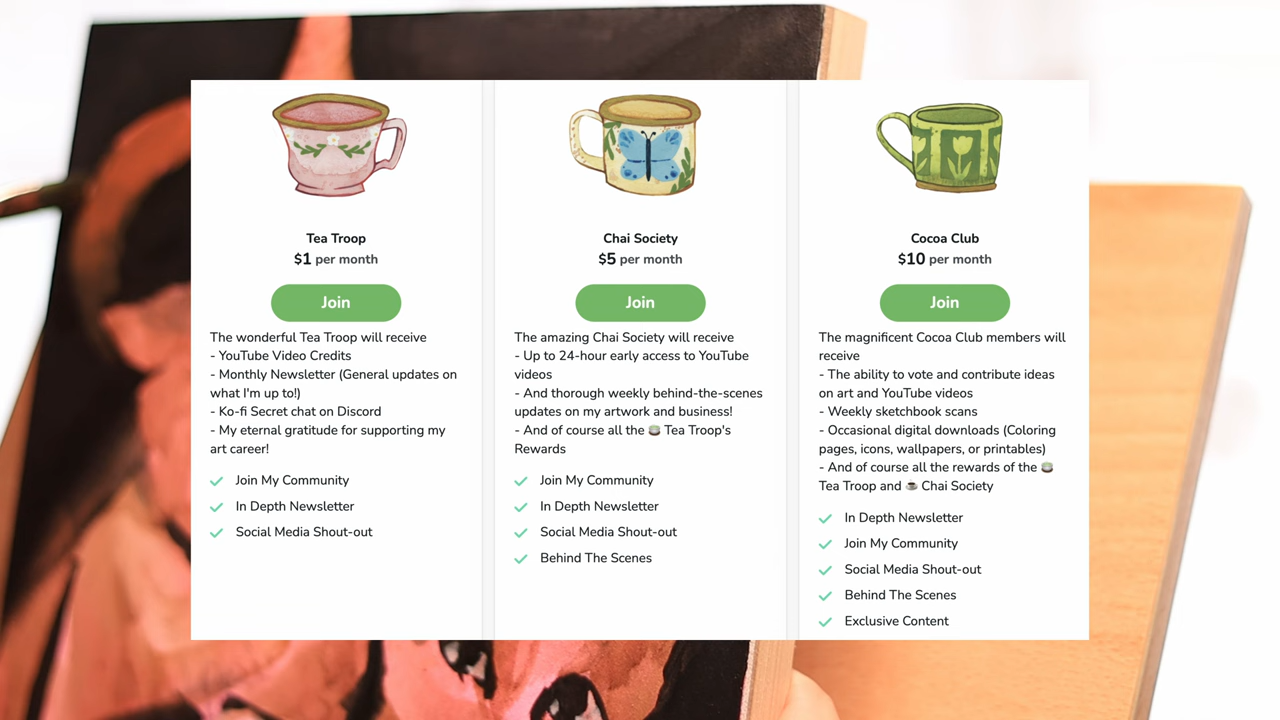 Tea Troop
$1 per month
Join
The wonderful Tea Troop will receive
- YouTube Video Credits
- Monthly Newsletter (General updates on
what I'm up to!)
- Ko-fi Secret chat on Discord
- My eternal gratitude for supporting my
art career!
Join My Community
In Depth Newsletter
Social Media Shout-out
Chai Society
$5 per month
Join
The amazing Chai Society will receive
- Up to 24-hour early access to YouTube
videos
- And thorough weekly behind-the-scenes
updates on my artwork and business!
- And of course all the 🍵 Tea Troop's
Rewards
Join My Community
In Depth Newsletter
Social Media Shout-out
Behind The Scenes
Cocoa Club
$10 per month
Join
The magnificent Cocoa Club members will
receive
- The ability to vote and contribute ideas
on art and YouTube videos
- Weekly sketchbook scans
- Occasional digital downloads (Coloring
pages, icons, wallpapers, or printables)
- And of course all the rewards of the 🍵
Tea Troop and ☕ Chai Society
In Depth Newsletter
Join My Community
Social Media Shout-out
Behind The Scenes
Exclusive Content